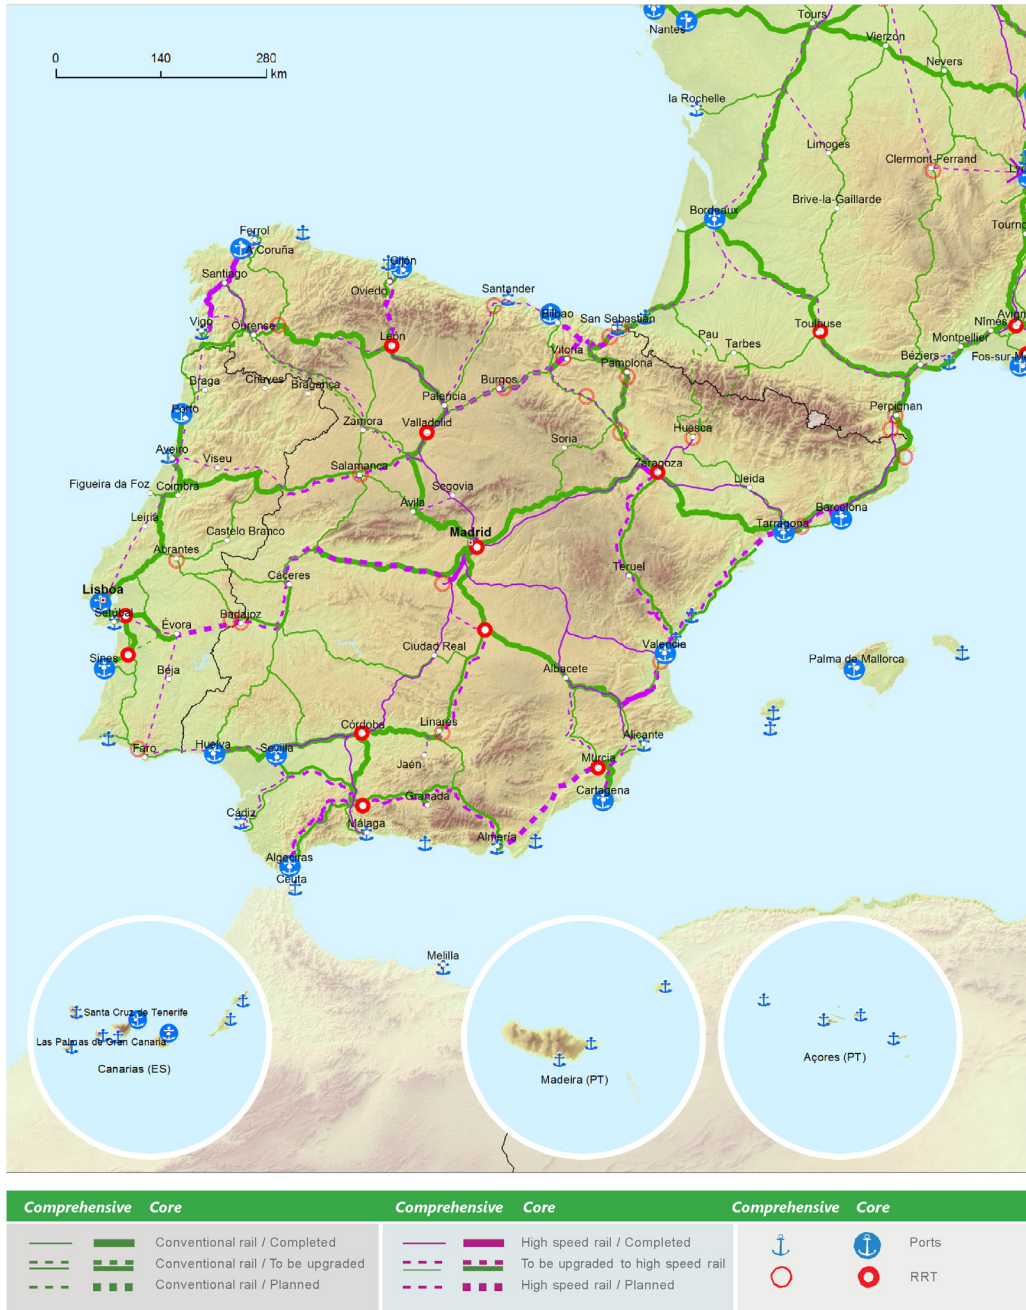 Nantes
Tours
Vierzon
Nevers
0 140 280
km
la Rochelle
Limoges
Clermont-Ferrand
Brive-la-Gaillarde
Bordeaux
Ferrol
A Coruña
Santiago
Gijón
Oviedo
Santander
Bilbao
San Sebastián
Vigo
Ourense
León
Vitoria
Pau
Tarbes
Toulouse
Nîmes
Montpellier
Béziers
Pamplona
Burgos
Palencia
Braga
Chaves
Bragança
Perpignan
Porto
Zamora
Valladolid
Soria
Huesca
Aveiro
Viseu
Salamanca
Segovia
Zaragoza
Lleida
Figueira da Foz
Coimbra
Ávila
Barcelona
Tarragona
Leiria
Castelo Branco
Madrid
Abrantes
Cáceres
Teruel
Lisboa
Setúbal
Évora
Badajoz
Ciudad Real
Valencia
Sines
Beja
Albacete
Palma de Mallorca
Córdoba
Linares
Alicante
Faro
Huelva
Sevilla
Jaén
Murcia
Cartagena
Granada
Cádiz
Málaga
Almería
Algeciras
Ceuta
Melilla
Santa Cruz de Tenerife
Las Palmas de Gran Canaria
Canarias (ES)
Madeira (PT)
Açores (PT)
Comprehensive Core Comprehensive Core Comprehensive Core
Conventional rail / Completed High speed rail / Completed Ports
Conventional rail / To be upgraded To be upgraded to high speed rail
Conventional rail / Planned High speed rail / Planned RRT